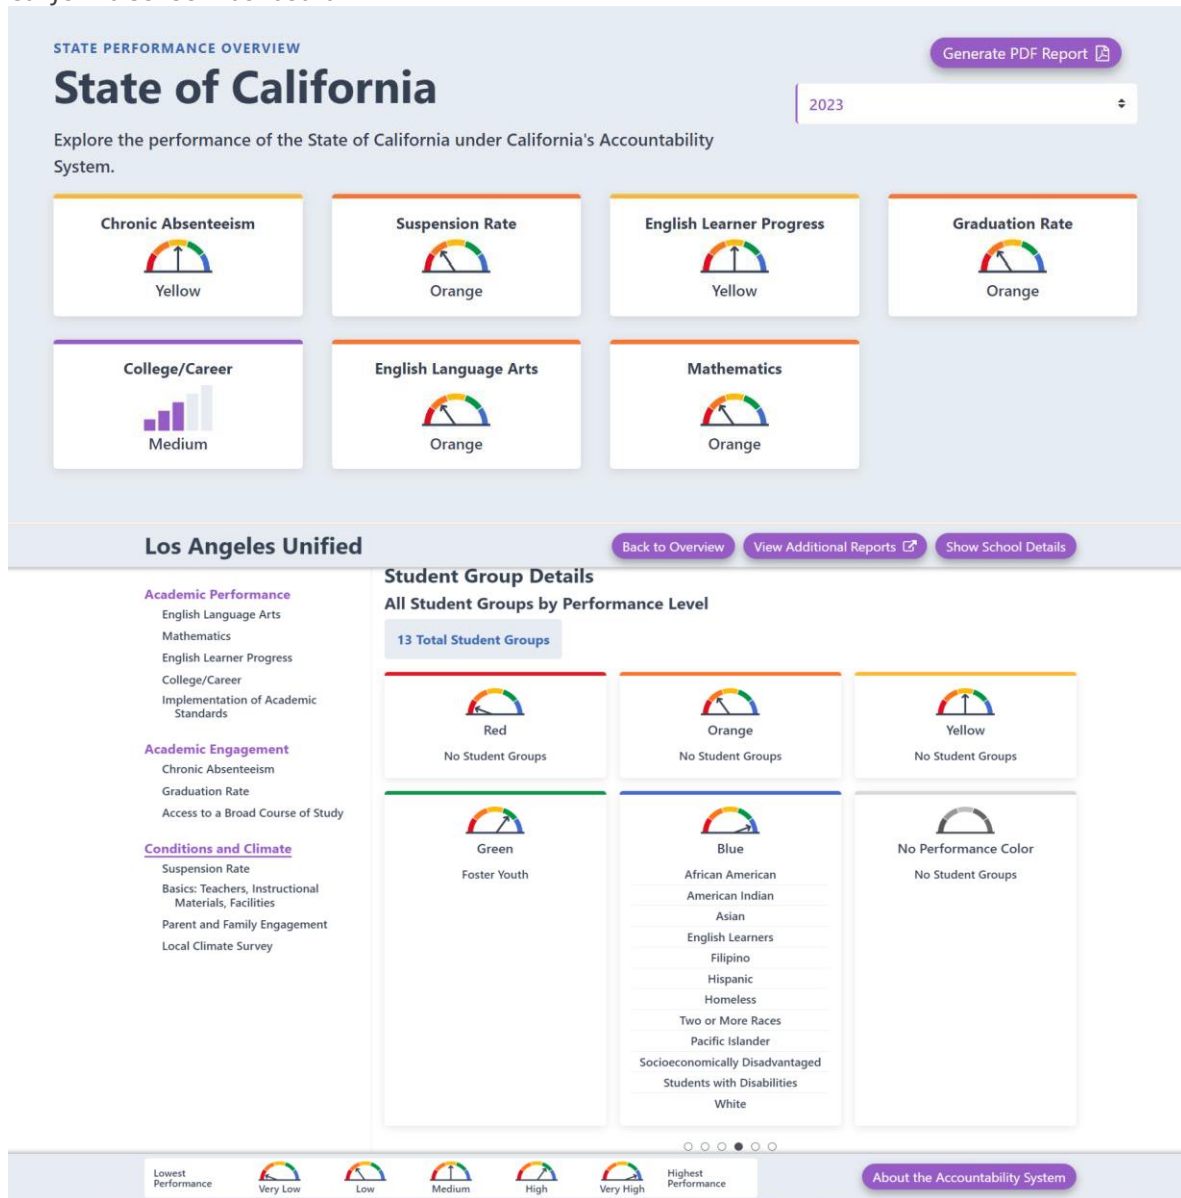 STATE PERFORMANCE OVERVIEW
Generate PDF Report
State of California
2023
Explore the performance of the State of California under California's Accountability
System.
Chronic Absenteeism
Yellow
Suspension Rate
Orange
English Learner Progress
Yellow
Graduation Rate
Orange
College/Career
Medium
English Language Arts
Orange
Mathematics
Orange
Los Angeles Unified
Back to Overview
View Additional Reports
Show School Details
Academic Performance
English Language Arts
Mathematics
English Learner Progress
College/Career
Implementation of Academic
Standards
Academic Engagement
Chronic Absenteeism
Graduation Rate
Access to a Broad Course of Study
Conditions and Climate
Suspension Rate
Basics: Teachers, Instructional
Materials, Facilities
Parent and Family Engagement
Local Climate Survey
Student Group Details
All Student Groups by Performance Level
13 Total Student Groups
Red
No Student Groups
Orange
No Student Groups
Yellow
No Student Groups
Green
Foster Youth
Blue
African American
American Indian
Asian
English Learners
Filipino
Hispanic
Homeless
Two or More Races
Pacific Islander
Socioeconomically Disadvantaged
Students with Disabilities
White
No Performance Color
No Student Groups
Lowest
Performance
Very Low
Low
Medium
High
Very High
Highest
Performance
About the Accountability System